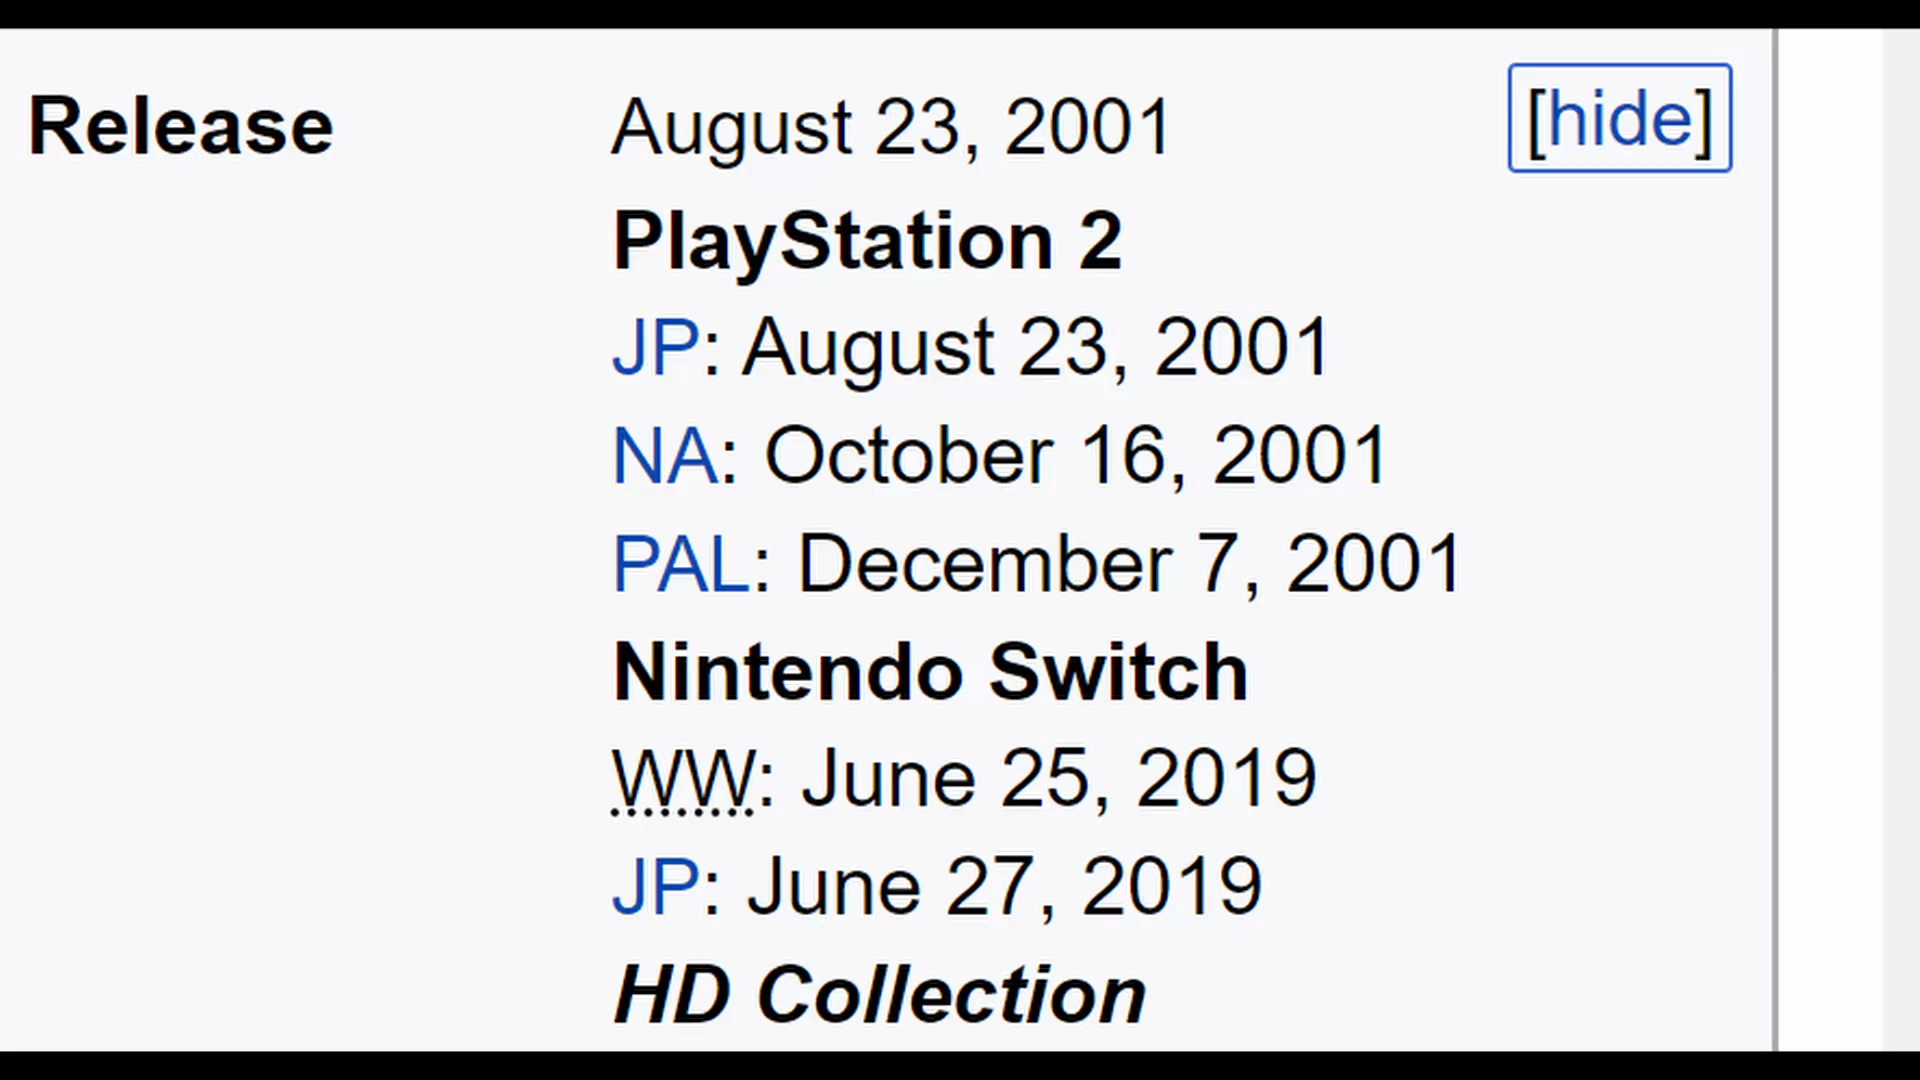 Release August 23, 2001 [hide]
PlayStation 2
JP: August 23, 2001
NA: October 16, 2001
PAL: December 7, 2001
Nintendo Switch
WW: June 25, 2019
JP: June 27, 2019
HD Collection